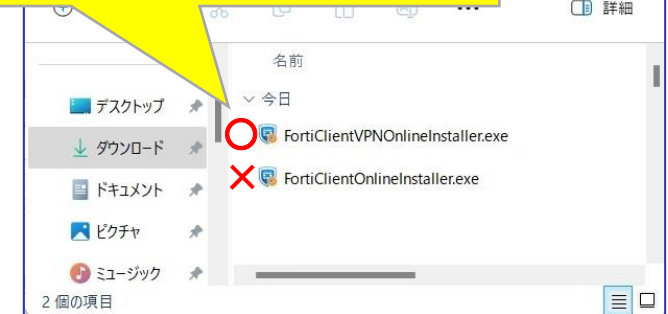 詳細
名前
今日
デスクトップ
FortiClientVPNOnlineInstaller.exe
ダウンロード
FortiClientOnlineInstaller.exe
ドキュメント
ピクチャ
ミュージック
2 個の項目